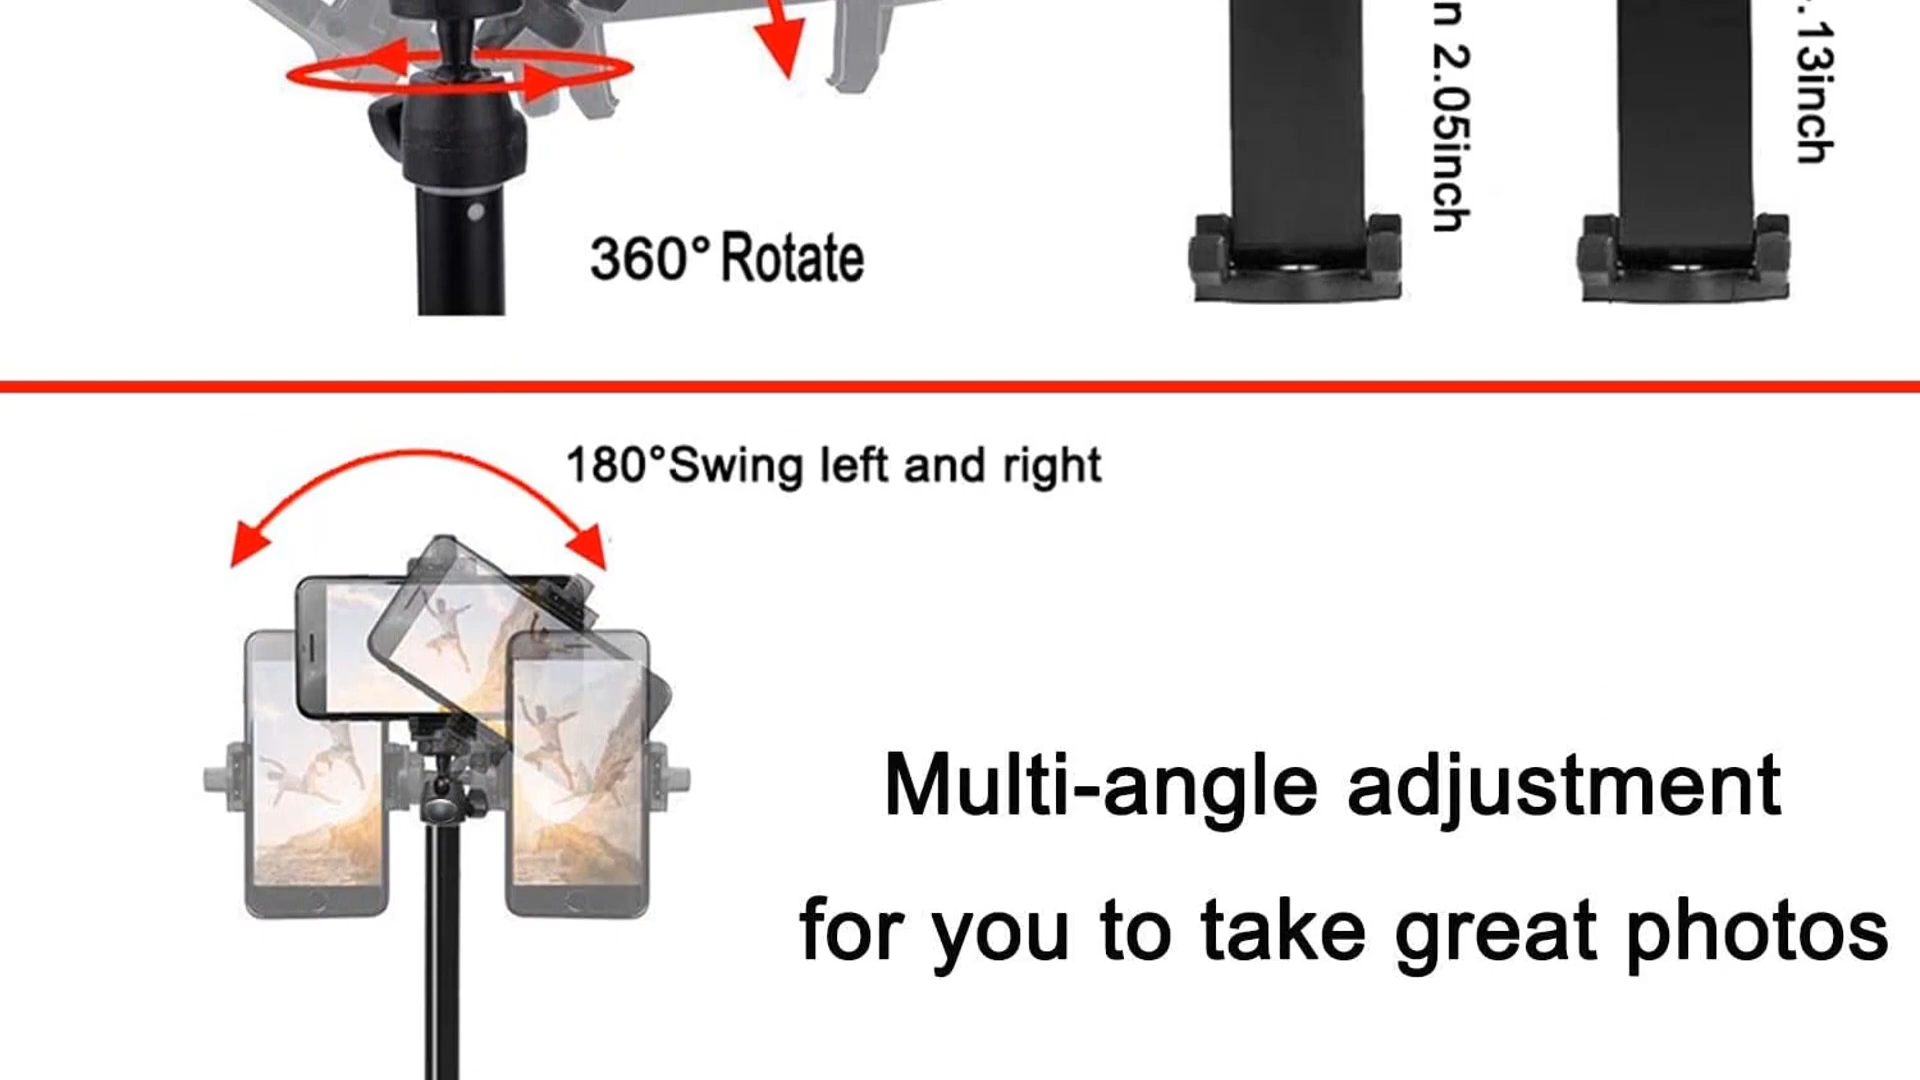 n 2.05inch
.13inch
360° Rotate
180°Swing left and right
Multi-angle adjustment
for you to take great photos